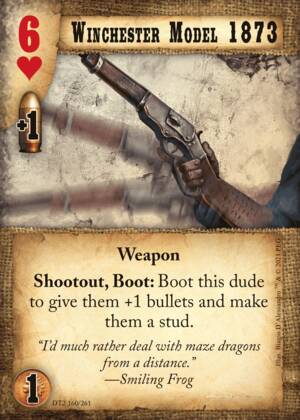 6
WINCHESTER MODEL 1873
+1
Weapon
Shootout, Boot: Boot this dude
to give them +1 bullets and make
them a stud.
"I'd much rather deal with maze dragons
from a distance."
—Smiling Frog
1
DT2 160/261